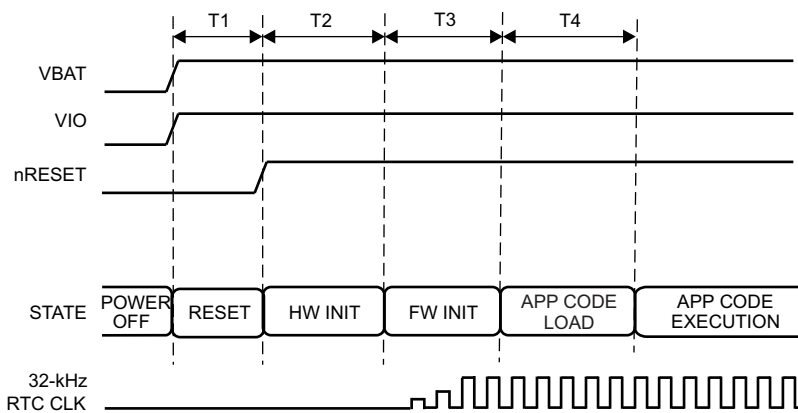 T1
T2
T3
T4
VBAT
VIO
nRESET
STATE
POWER
OFF
RESET
HW INIT
FW INIT
APP CODE
LOAD
APP CODE
EXECUTION
32-kHz
RTC CLK